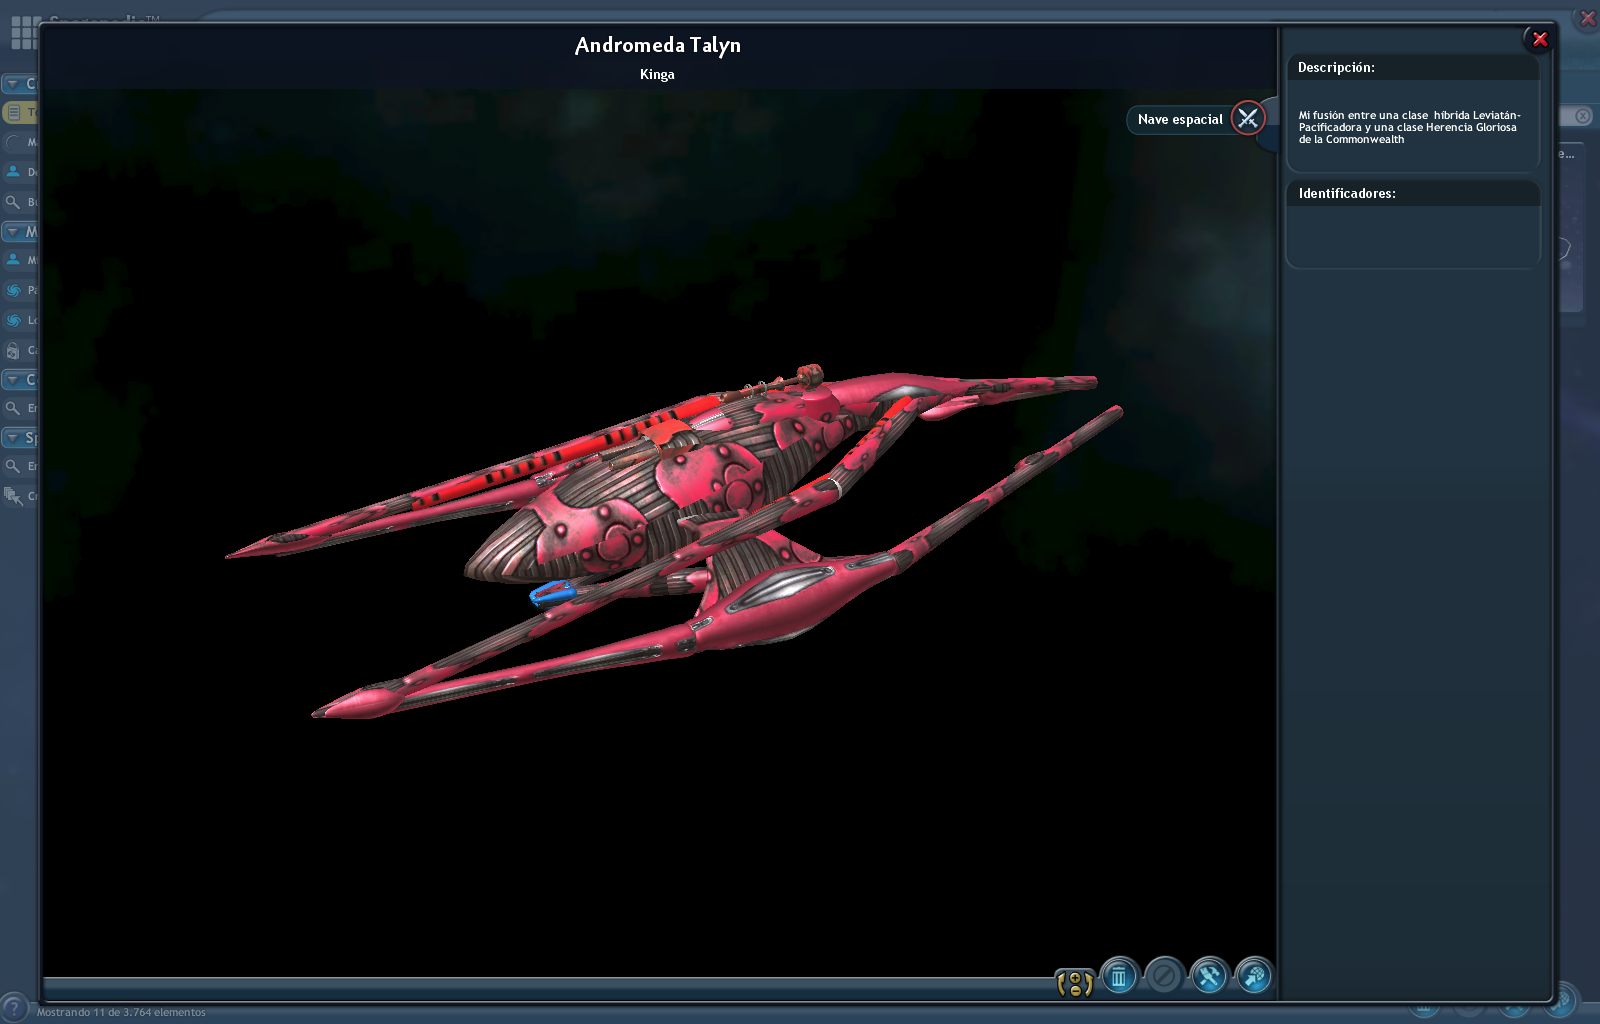 Andromeda Talyn
Kinga
Nave espacial
Descripción:
Mi fusión entre una clase híbrida Leviatán-
Pacificadora y una clase Herencia Gloriosa
de la Commonwealth
Identificadores:
Mostrando 11 de 3.764 elementos